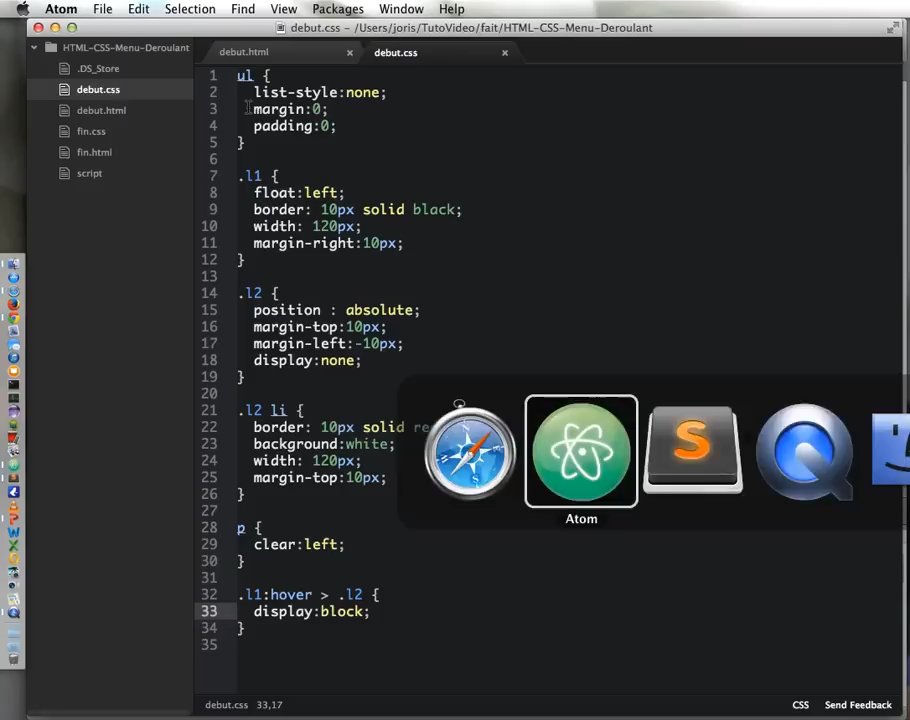 Atom File Edit Selection Find View Packages Window Help
debut.css - /Users/joris/TutoVideo/fait/HTML-CSS-Menu-Deroulant
HTML-CSS-Menu-Deroulant
.DS_Store
debut.css
debut.html
fin.css
fin.html
script
debut.html
debut.css
1 ul {
2 list-style:none;
3 margin:0;
4 padding:0;
5 }
6
7 .l1 {
8 float:left;
9 border: 10px solid black;
10 width: 120px;
11 margin-right:10px;
12 }
13
14 .l2 {
15 position : absolute;
16 margin-top:10px;
17 margin-left:-10px;
18 display:none;
19 }
20
21 .l2 li {
22 border: 10px solid
23 background:white;
24 width: 120px;
25 margin-top:10px;
26 }
27
28 p {
29 clear:left;
30 }
31
32 .l1:hover > .l2 {
33 display:block;
34 }
35
S
Atom
debut.css 33,17
CSS Send Feedback